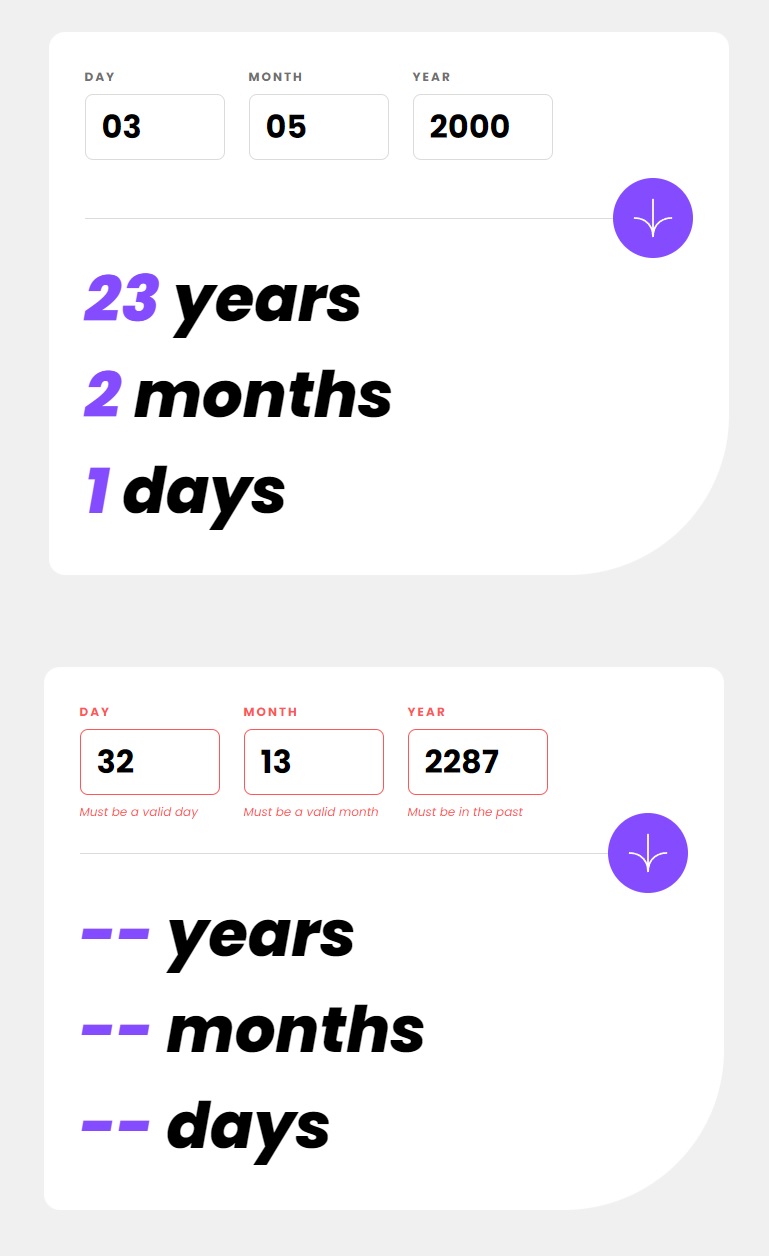 DAY MONTH YEAR
03 05 2000
23 years
2 months
1 days
DAY MONTH YEAR
32 13 2287
Must be a valid day Must be a valid month Must be in the past
-- years
-- months
-- days